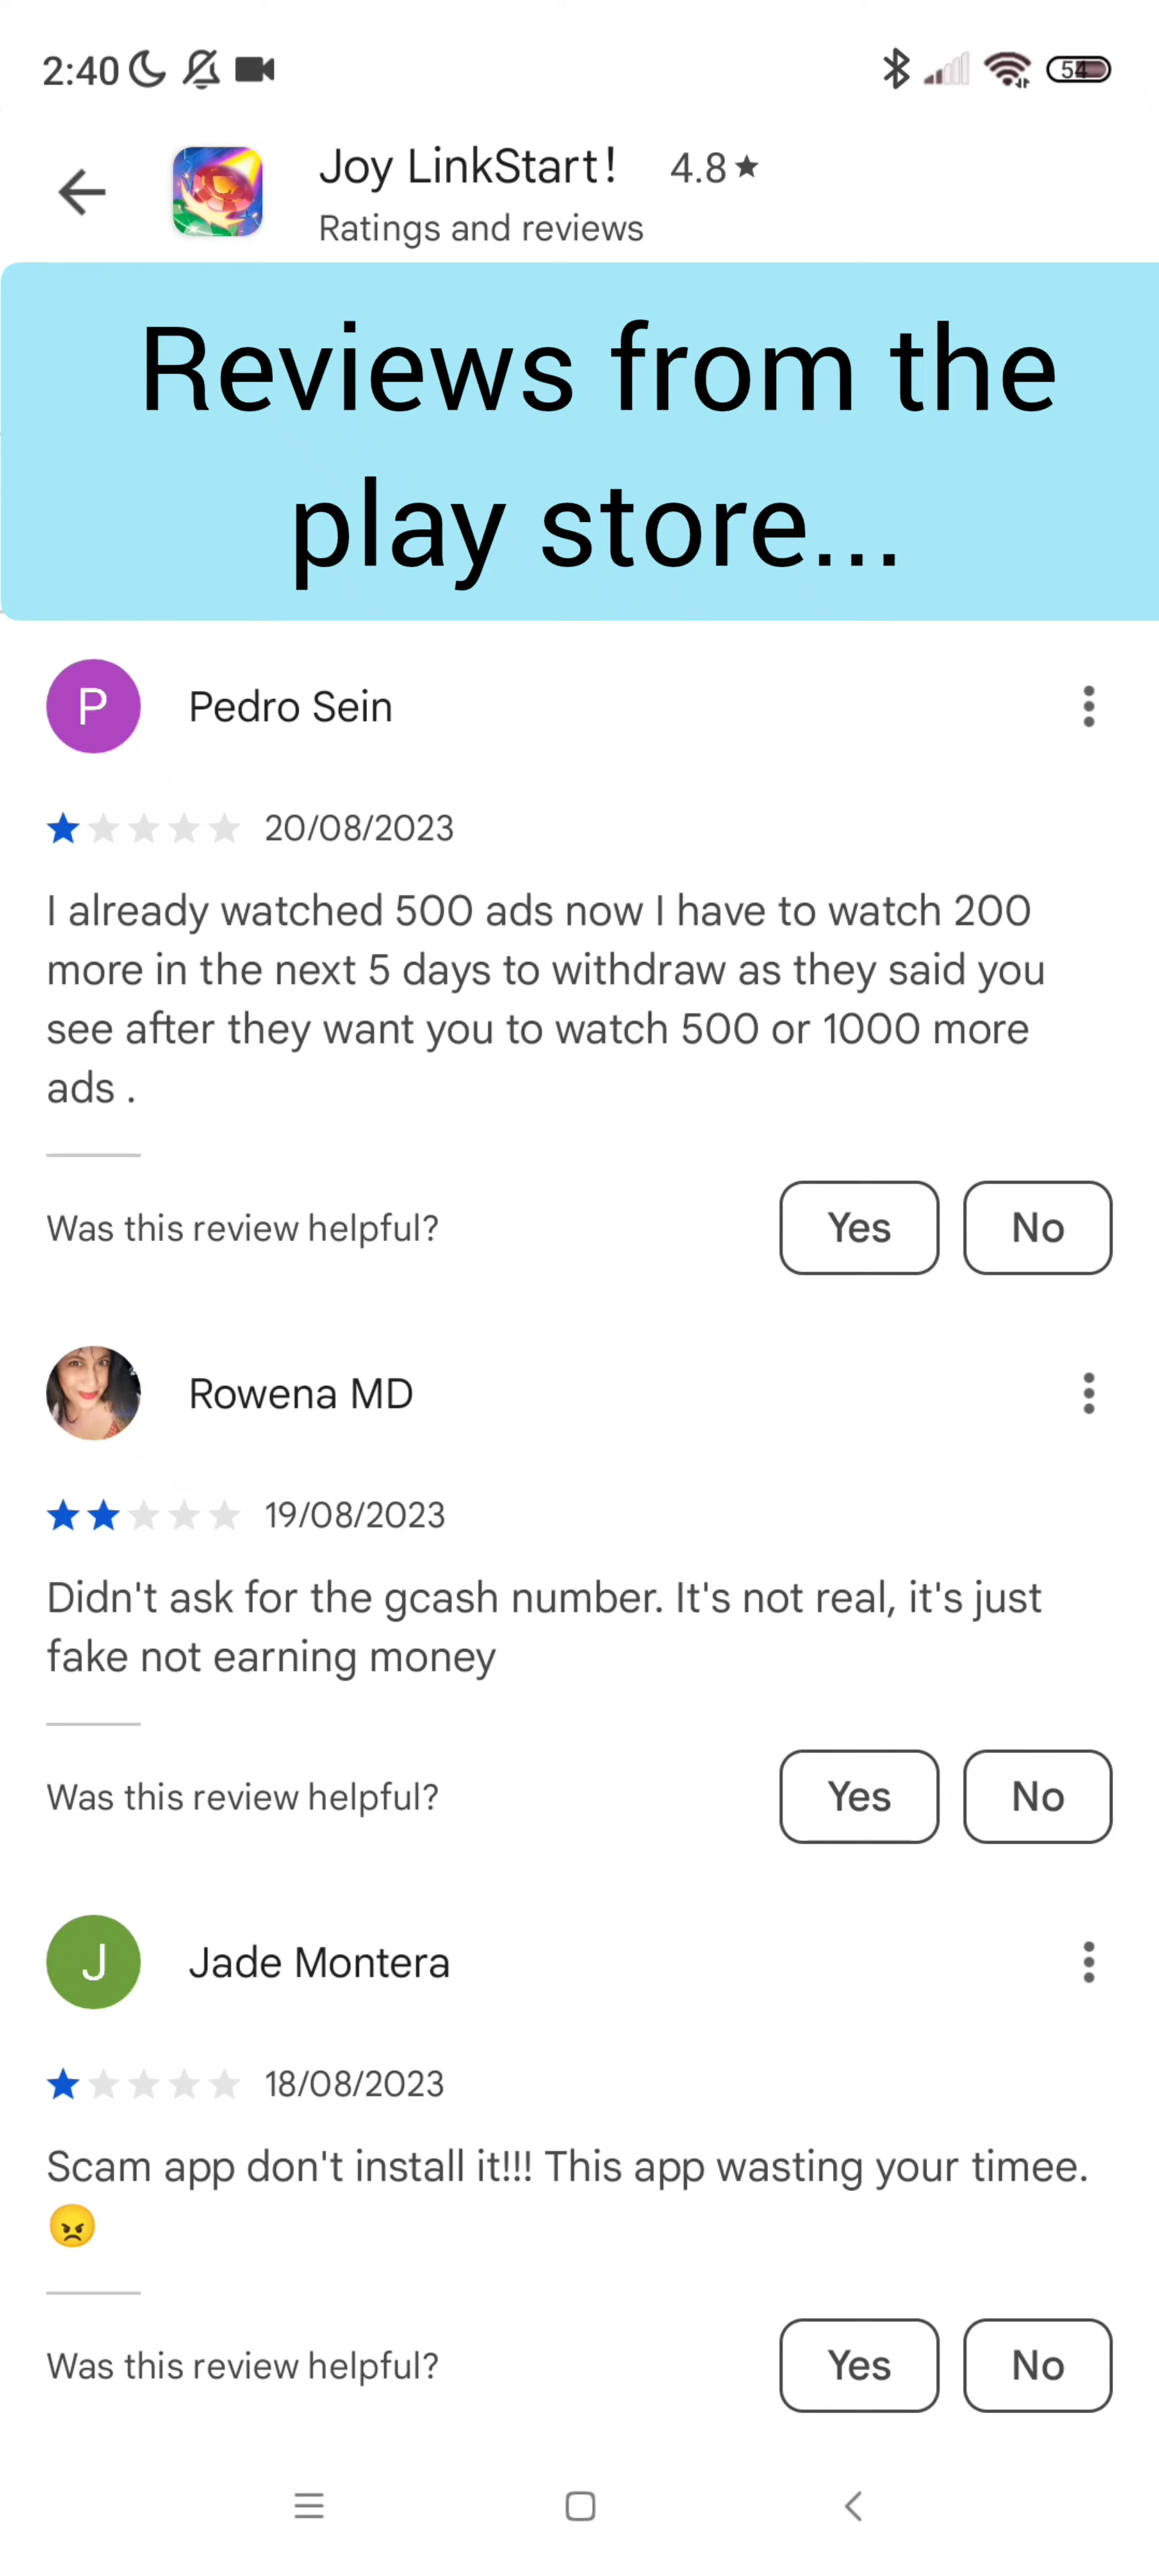 2:40
54
Joy LinkStart! 4.8★
Ratings and reviews
Reviews from the
play store...
P
Pedro Sein
20/08/2023
I already watched 500 ads now I have to watch 200
more in the next 5 days to withdraw as they said you
see after they want you to watch 500 or 1000 more
ads .
Was this review helpful?
Yes
No
Rowena MD
19/08/2023
Didn't ask for the gcash number. It's not real, it's just
fake not earning money
Was this review helpful?
Yes
No
J
Jade Montera
18/08/2023
Scam app don't install it!!! This app wasting your timee.
😠
Was this review helpful?
Yes
No